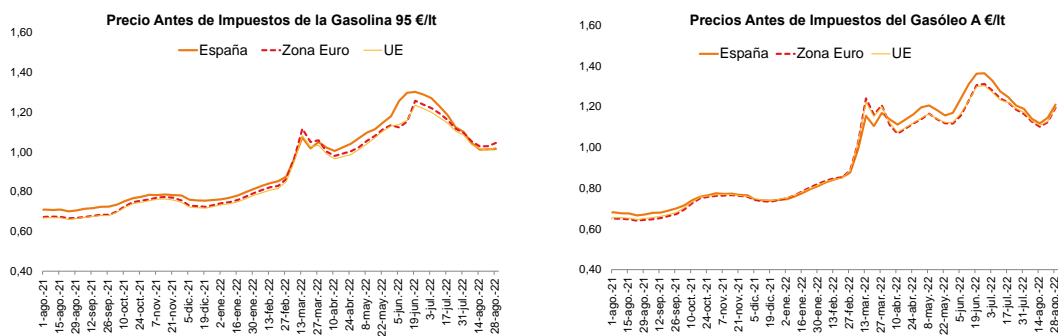 Precio Antes de Impuestos de la Gasolina 95 €/lt
1,60
1,40
1,20
1,00
0,80
0,60
0,40
España
Zona Euro
UE
1-ago.-21
15-ago.-21
29-ago.-21
12-sep.-21
26-sep.-21
10-oct.-21
24-oct.-21
7-nov.-21
21-nov.-21
5-dic.-21
19-dic.-21
2-ene.-22
16-ene.-22
30-ene.-22
13-feb.-22
27-feb.-22
13-mar.-22
27-mar.-22
10-abr.-22
24-abr.-22
8-may.-22
22-may.-22
5-jun.-22
19-jun.-22
3-jul.-22
17-jul.-22
31-jul.-22
14-ago.-22
28-ago.-22
Precios Antes de Impuestos del Gasóleo A €/lt
1,60
1,40
1,20
1,00
0,80
0,60
0,40
España
Zona Euro
UE
1-ago.-21
15-ago.-21
29-ago.-21
12-sep.-21
26-sep.-21
10-oct.-21
24-oct.-21
7-nov.-21
21-nov.-21
5-dic.-21
19-dic.-21
2-ene.-22
16-ene.-22
30-ene.-22
13-feb.-22
27-feb.-22
13-mar.-22
27-mar.-22
10-abr.-22
24-abr.-22
8-may.-22
22-may.-22
5-jun.-22
19-jun.-22
3-jul.-22
17-jul.-22
31-jul.-22
14-ago.-22
28-ago.-22